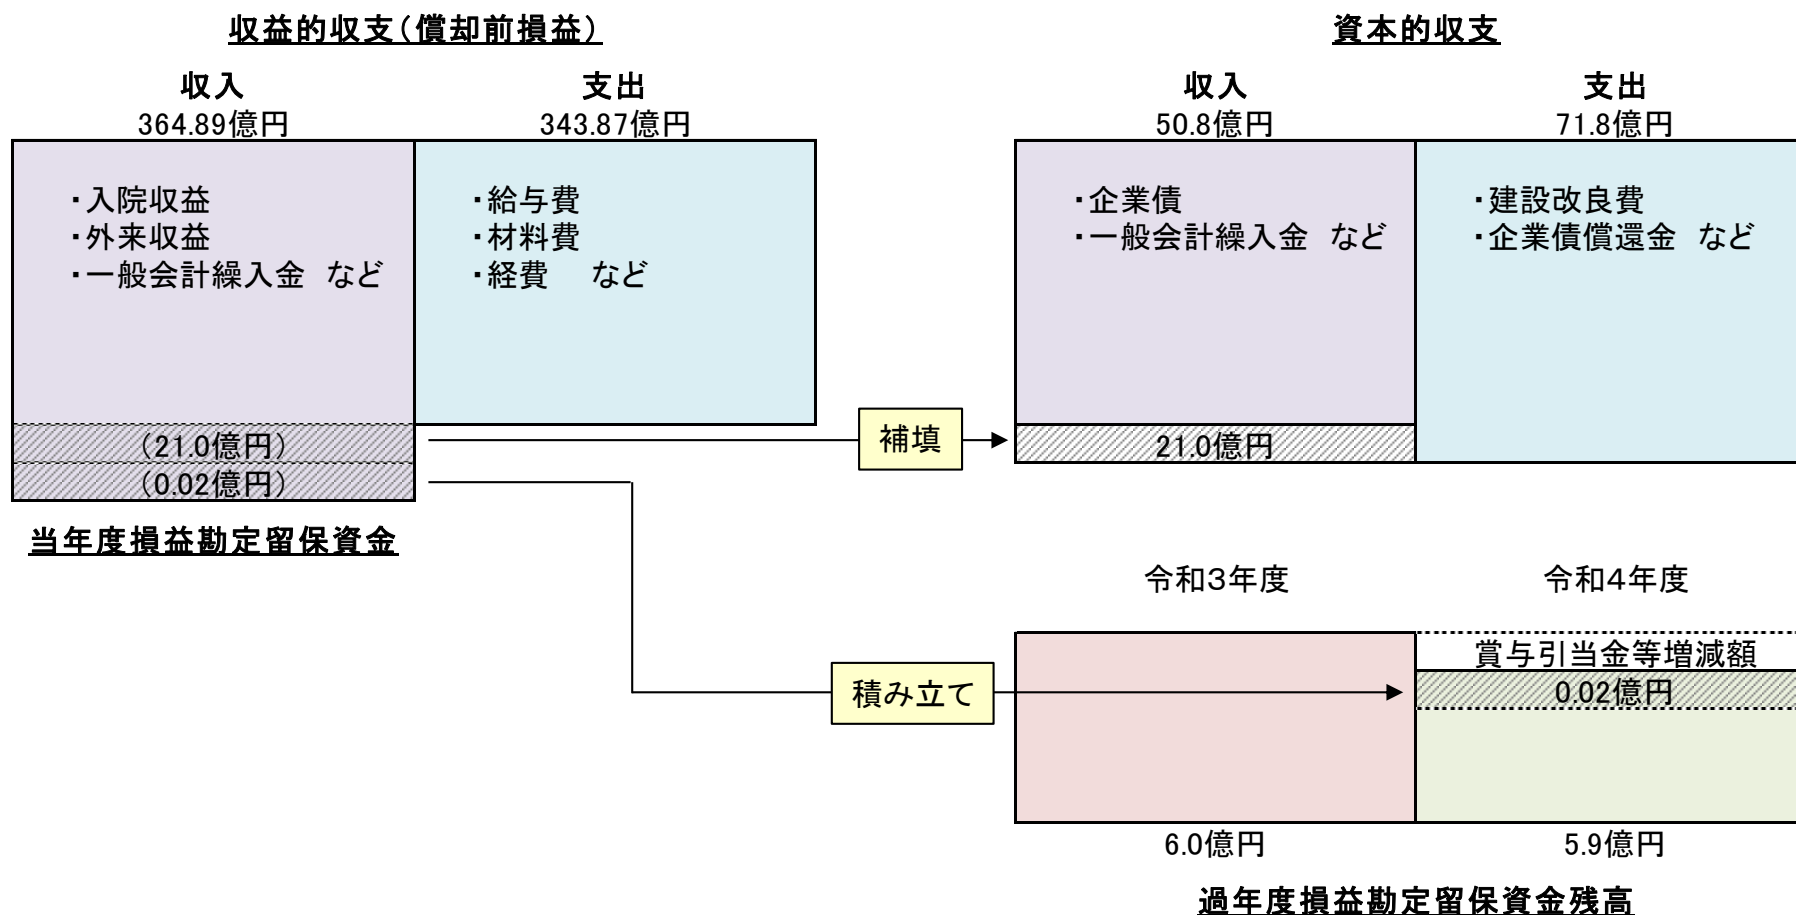 収益的収支（償却前損益）
収入
支出
364.89億円
343.87億円
・入院収益
・外来収益
・一般会計繰入金　など
・給与費
・材料費
・経費　など
（21.0億円）
（0.02億円）
当年度損益勘定留保資金
補填
積み立て
資本的収支
収入
支出
50.8億円
71.8億円
・企業債
・一般会計繰入金　など
・建設改良費
・企業債償還金　など
21.0億円
令和３年度
令和４年度
賞与引当金等増減額
0.02億円
6.0億円
5.9億円
過年度損益勘定留保資金残高